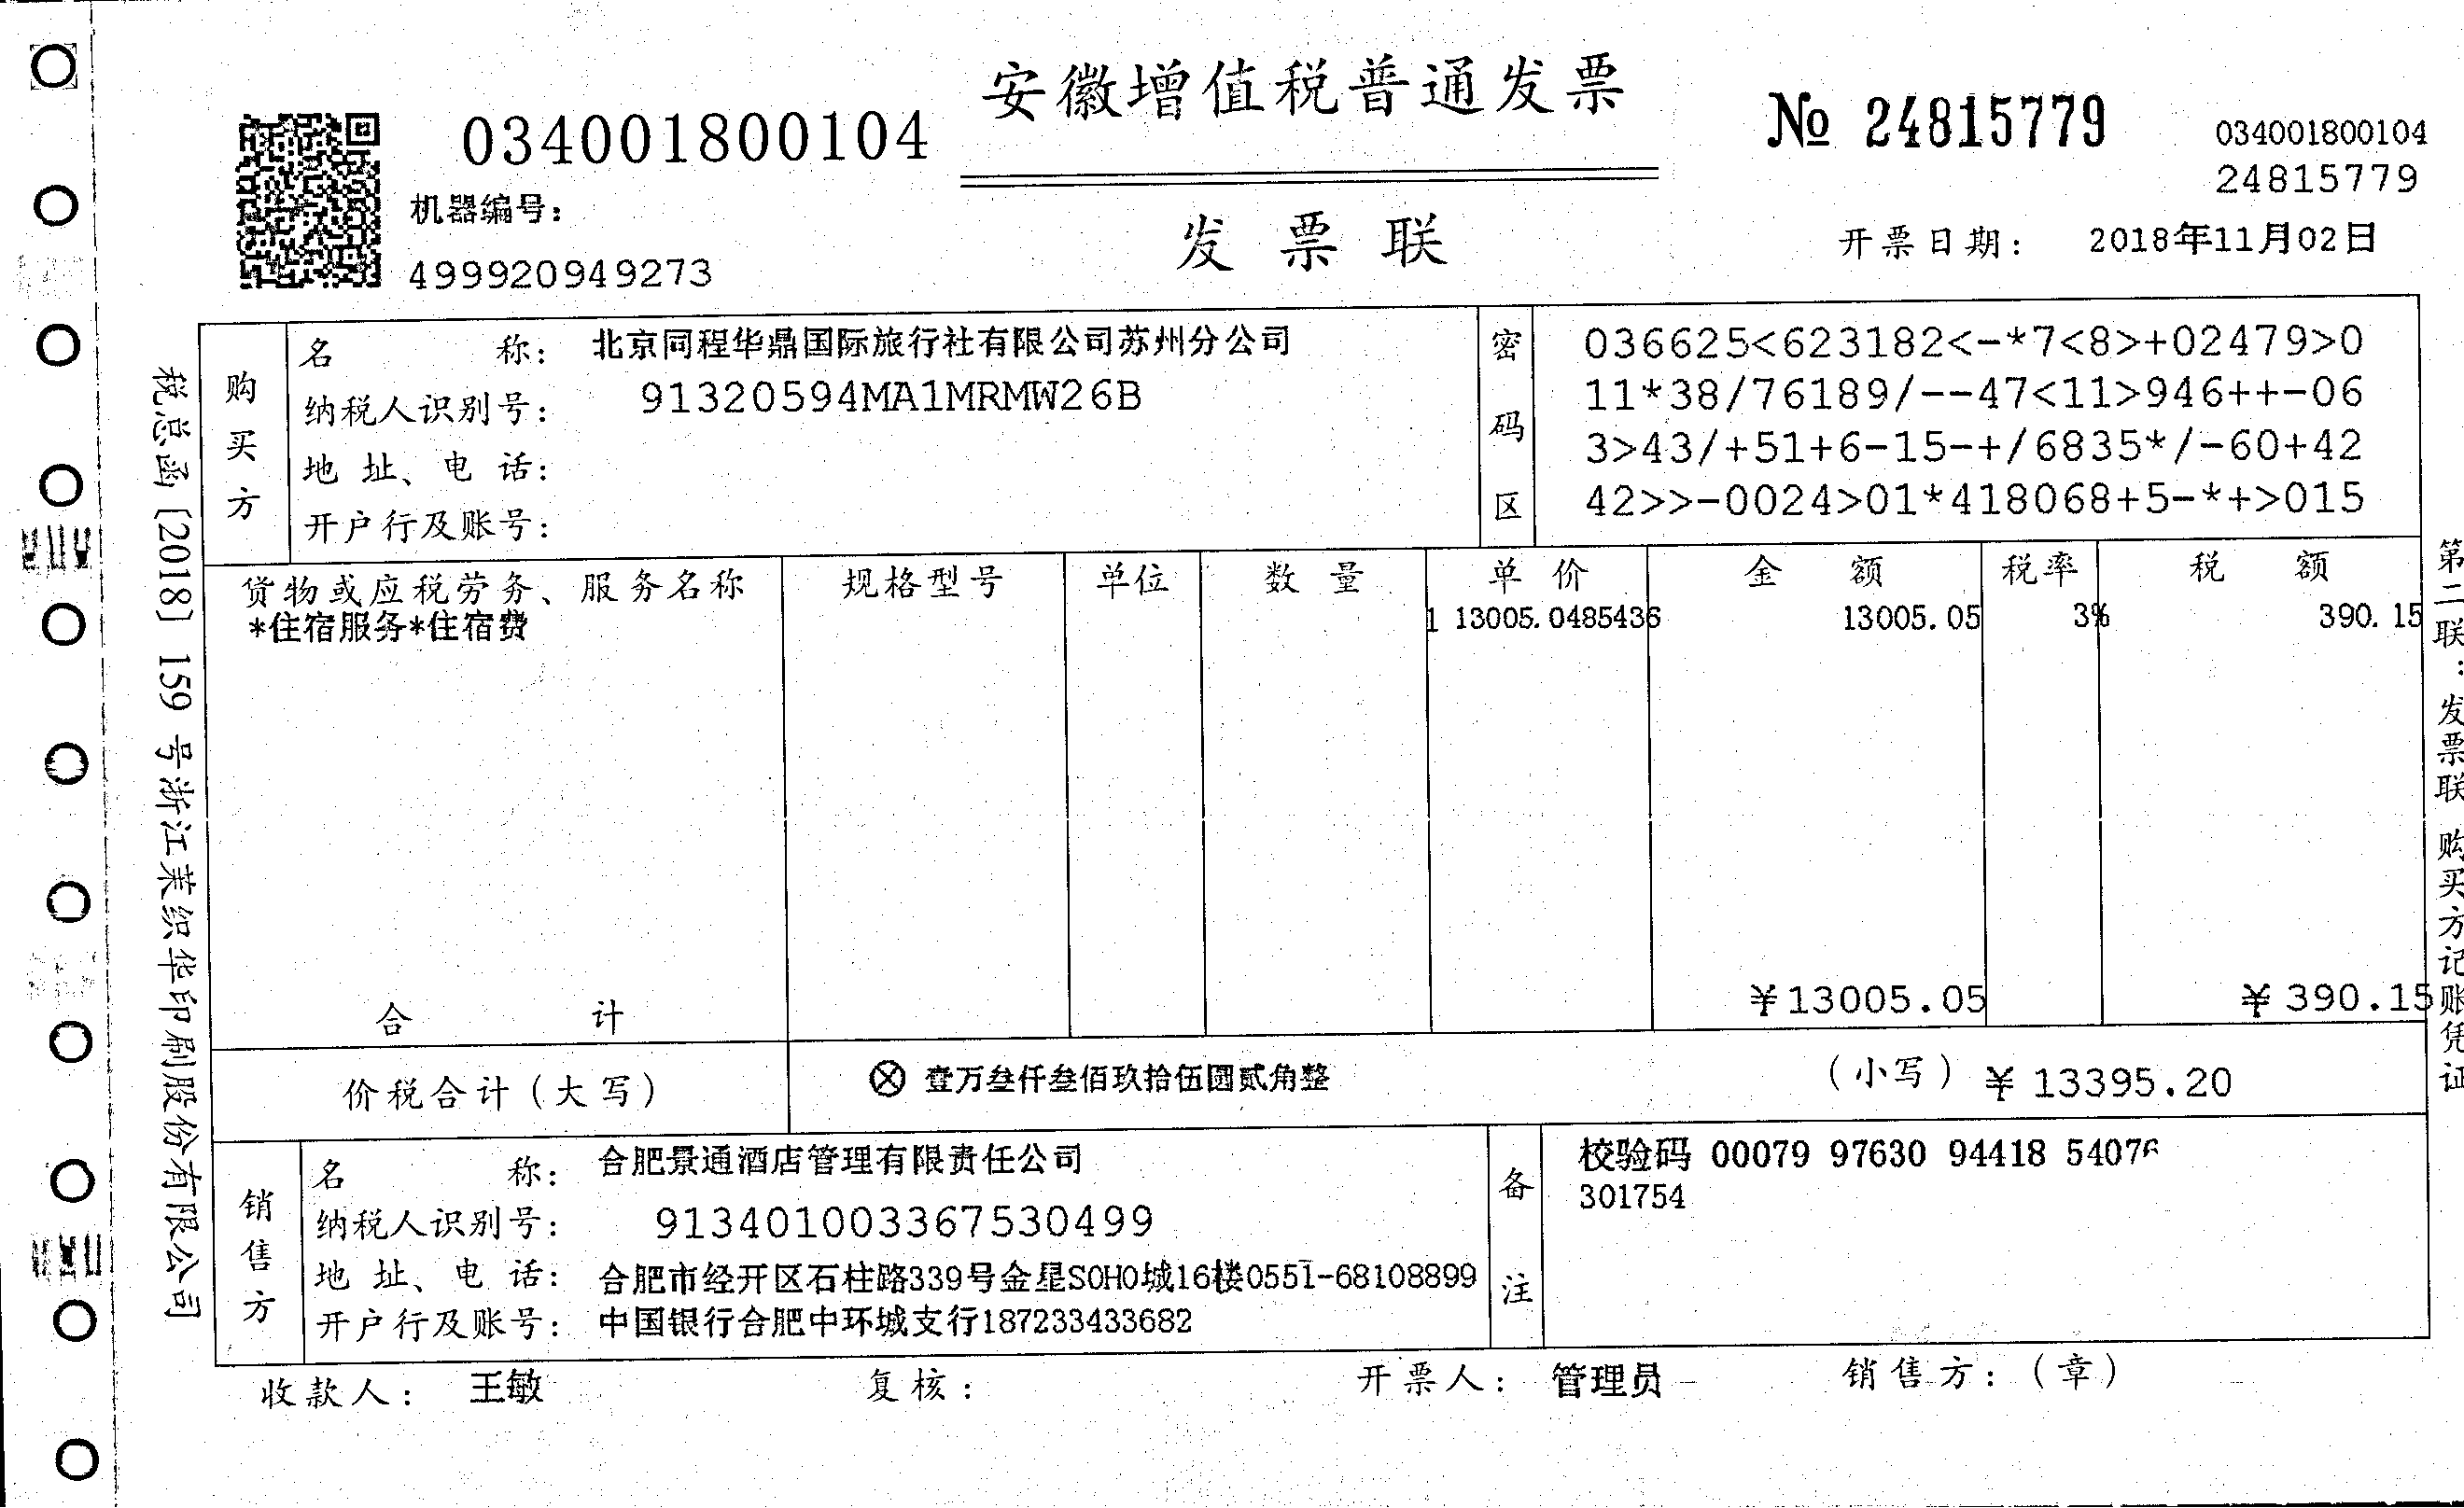 安徽增值税普通发票
034001800104
№ 24815779
034001800104
24815779
机器编号：
499920949273
发票联
开票日期： 2018年11月02日
购买方
名称： 北京同程华鼎国际旅行社有限公司苏州分公司
纳税人识别号： 91320594MA1MRMW26B
地址、电话：
开户行及账号：
密码区
036625<623182<-*7<8>+02479>0
11*38/76189/--47<11>946++-06
3>43/+51+6-15-+/6835*/-60+42
42>>-0024>01*418068+5-*+>015
货物或应税劳务、服务名称 规格型号 单位 数量 单价 金额 税率 税额
*住宿服务*住宿费 1 13005.0485436 13005.05 3% 390.15
合计 ￥13005.05 ￥390.15
价税合计（大写） ⊗ 壹万叁仟叁佰玖拾伍圆贰角整 （小写）￥13395.20
销售方
名称： 合肥景通酒店管理有限责任公司
纳税人识别号： 913401003367530499
地址、电话： 合肥市经开区石柱路339号金星SOHO城16楼0551-68108899
开户行及账号： 中国银行合肥中环城支行187233433682
备注
校验码 00079 97630 94418 54076
301754
收款人： 王敏 复核： 开票人： 管理员 销售方：（章）
税总函［2018］159号浙江茉织华印刷股份有限公司
第二联：发票联 购买方记账凭证